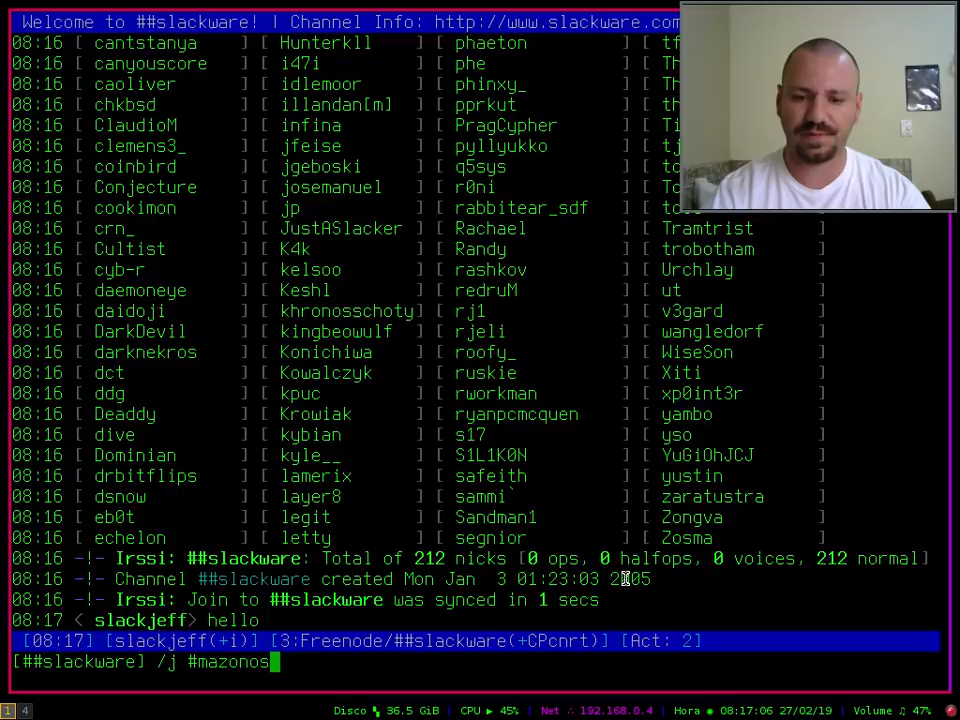 Welcome to ##slackware! | Channel Info: http://www.slackware.com
08:16 [ cantstanya ] [ Hunterkll ] [ phaeton ] [ tf
08:16 [ canyouscore ] [ i47i ] [ phe ] [ Th
08:16 [ caoliver ] [ idlemoor ] [ phinxy_ ] [ Th
08:16 [ chkbsd ] [ illandan[m] ] [ pprkut ] [ th
08:16 [ ClaudioM ] [ infina ] [ PragCypher ] [ Ti
08:16 [ clemens3_ ] [ jfeise ] [ pyllyukko ] [ tj
08:16 [ coinbird ] [ jgeboski ] [ q5sys ] [ to
08:16 [ Conjecture ] [ josemanuel ] [ r0ni ] [ To
08:16 [ cookimon ] [ jp ] [ rabbitear_sdf ] [ to
08:16 [ crn_ ] [ JustASlacker ] [ Rachael ] [ Tramtrist ]
08:16 [ Cultist ] [ K4k ] [ Randy ] [ trobotham ]
08:16 [ cyb-r ] [ kelsoo ] [ rashkov ] [ Urchlay ]
08:16 [ daemoneye ] [ Keshl ] [ redruM ] [ ut ]
08:16 [ daidoji ] [ khronosschoty] [ rj1 ] [ v3gard ]
08:16 [ DarkDevil ] [ kingbeowulf ] [ rjeli ] [ wangledorf ]
08:16 [ darknekros ] [ Konichiwa ] [ roofy_ ] [ WiseSon ]
08:16 [ dct ] [ Kowalczyk ] [ ruskie ] [ Xiti ]
08:16 [ ddg ] [ kpuc ] [ rworkman ] [ xp0int3r ]
08:16 [ Deaddy ] [ Krowiak ] [ ryanpcmcquen ] [ yambo ]
08:16 [ dive ] [ kybian ] [ s17 ] [ yso ]
08:16 [ Dominian ] [ kyle__ ] [ S1L1K0N ] [ YuGiOhJCJ ]
08:16 [ drbitflips ] [ lamerix ] [ safeith ] [ yustin ]
08:16 [ dsnow ] [ layer8 ] [ sammi` ] [ zaratustra ]
08:16 [ eb0t ] [ legit ] [ Sandman1 ] [ Zongva ]
08:16 [ echelon ] [ letty ] [ segnior ] [ Zosma ]
08:16 -!- Irssi: ##slackware: Total of 212 nicks [0 ops, 0 halfops, 0 voices, 212 normal]
08:16 -!- Channel ##slackware created Mon Jan  3 01:23:03 2005
08:16 -!- Irssi: Join to ##slackware was synced in 1 secs
08:17 < slackjeff> hello
[08:17] [slackjeff(+i)] [3:Freenode/##slackware(+CPcnrt)] [Act: 2]
[##slackware] /j #mazonos
1 4 Disco 36.5 GiB | CPU ▶ 45% | Net 192.168.0.4 | Hora ◉ 08:17:06 27/02/19 | Volume ♫ 47%